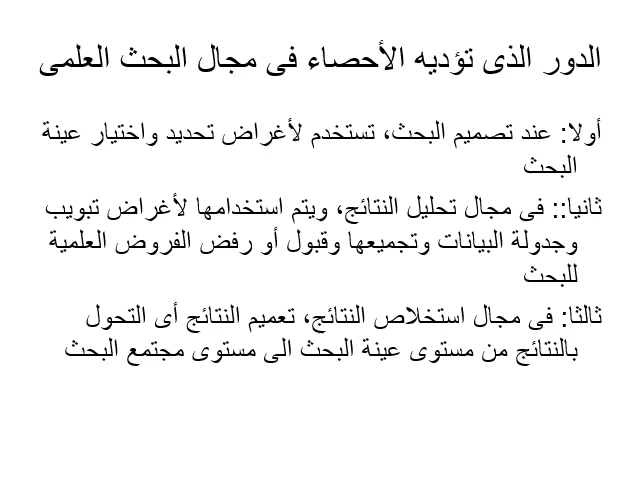 الدور الذى تؤديه الأحصاء فى مجال البحث العلمى
أولا: عند تصميم البحث، تستخدم لأغراض تحديد واختيار عينة
البحث
ثانيا:: فى مجال تحليل النتائج، ويتم استخدامها لأغراض تبويب
وجدولة البيانات وتجميعها وقبول أو رفض الفروض العلمية
للبحث
ثالثا: فى مجال استخلاص النتائج، تعميم النتائج أى التحول
بالنتائج من مستوى عينة البحث الى مستوى مجتمع البحث